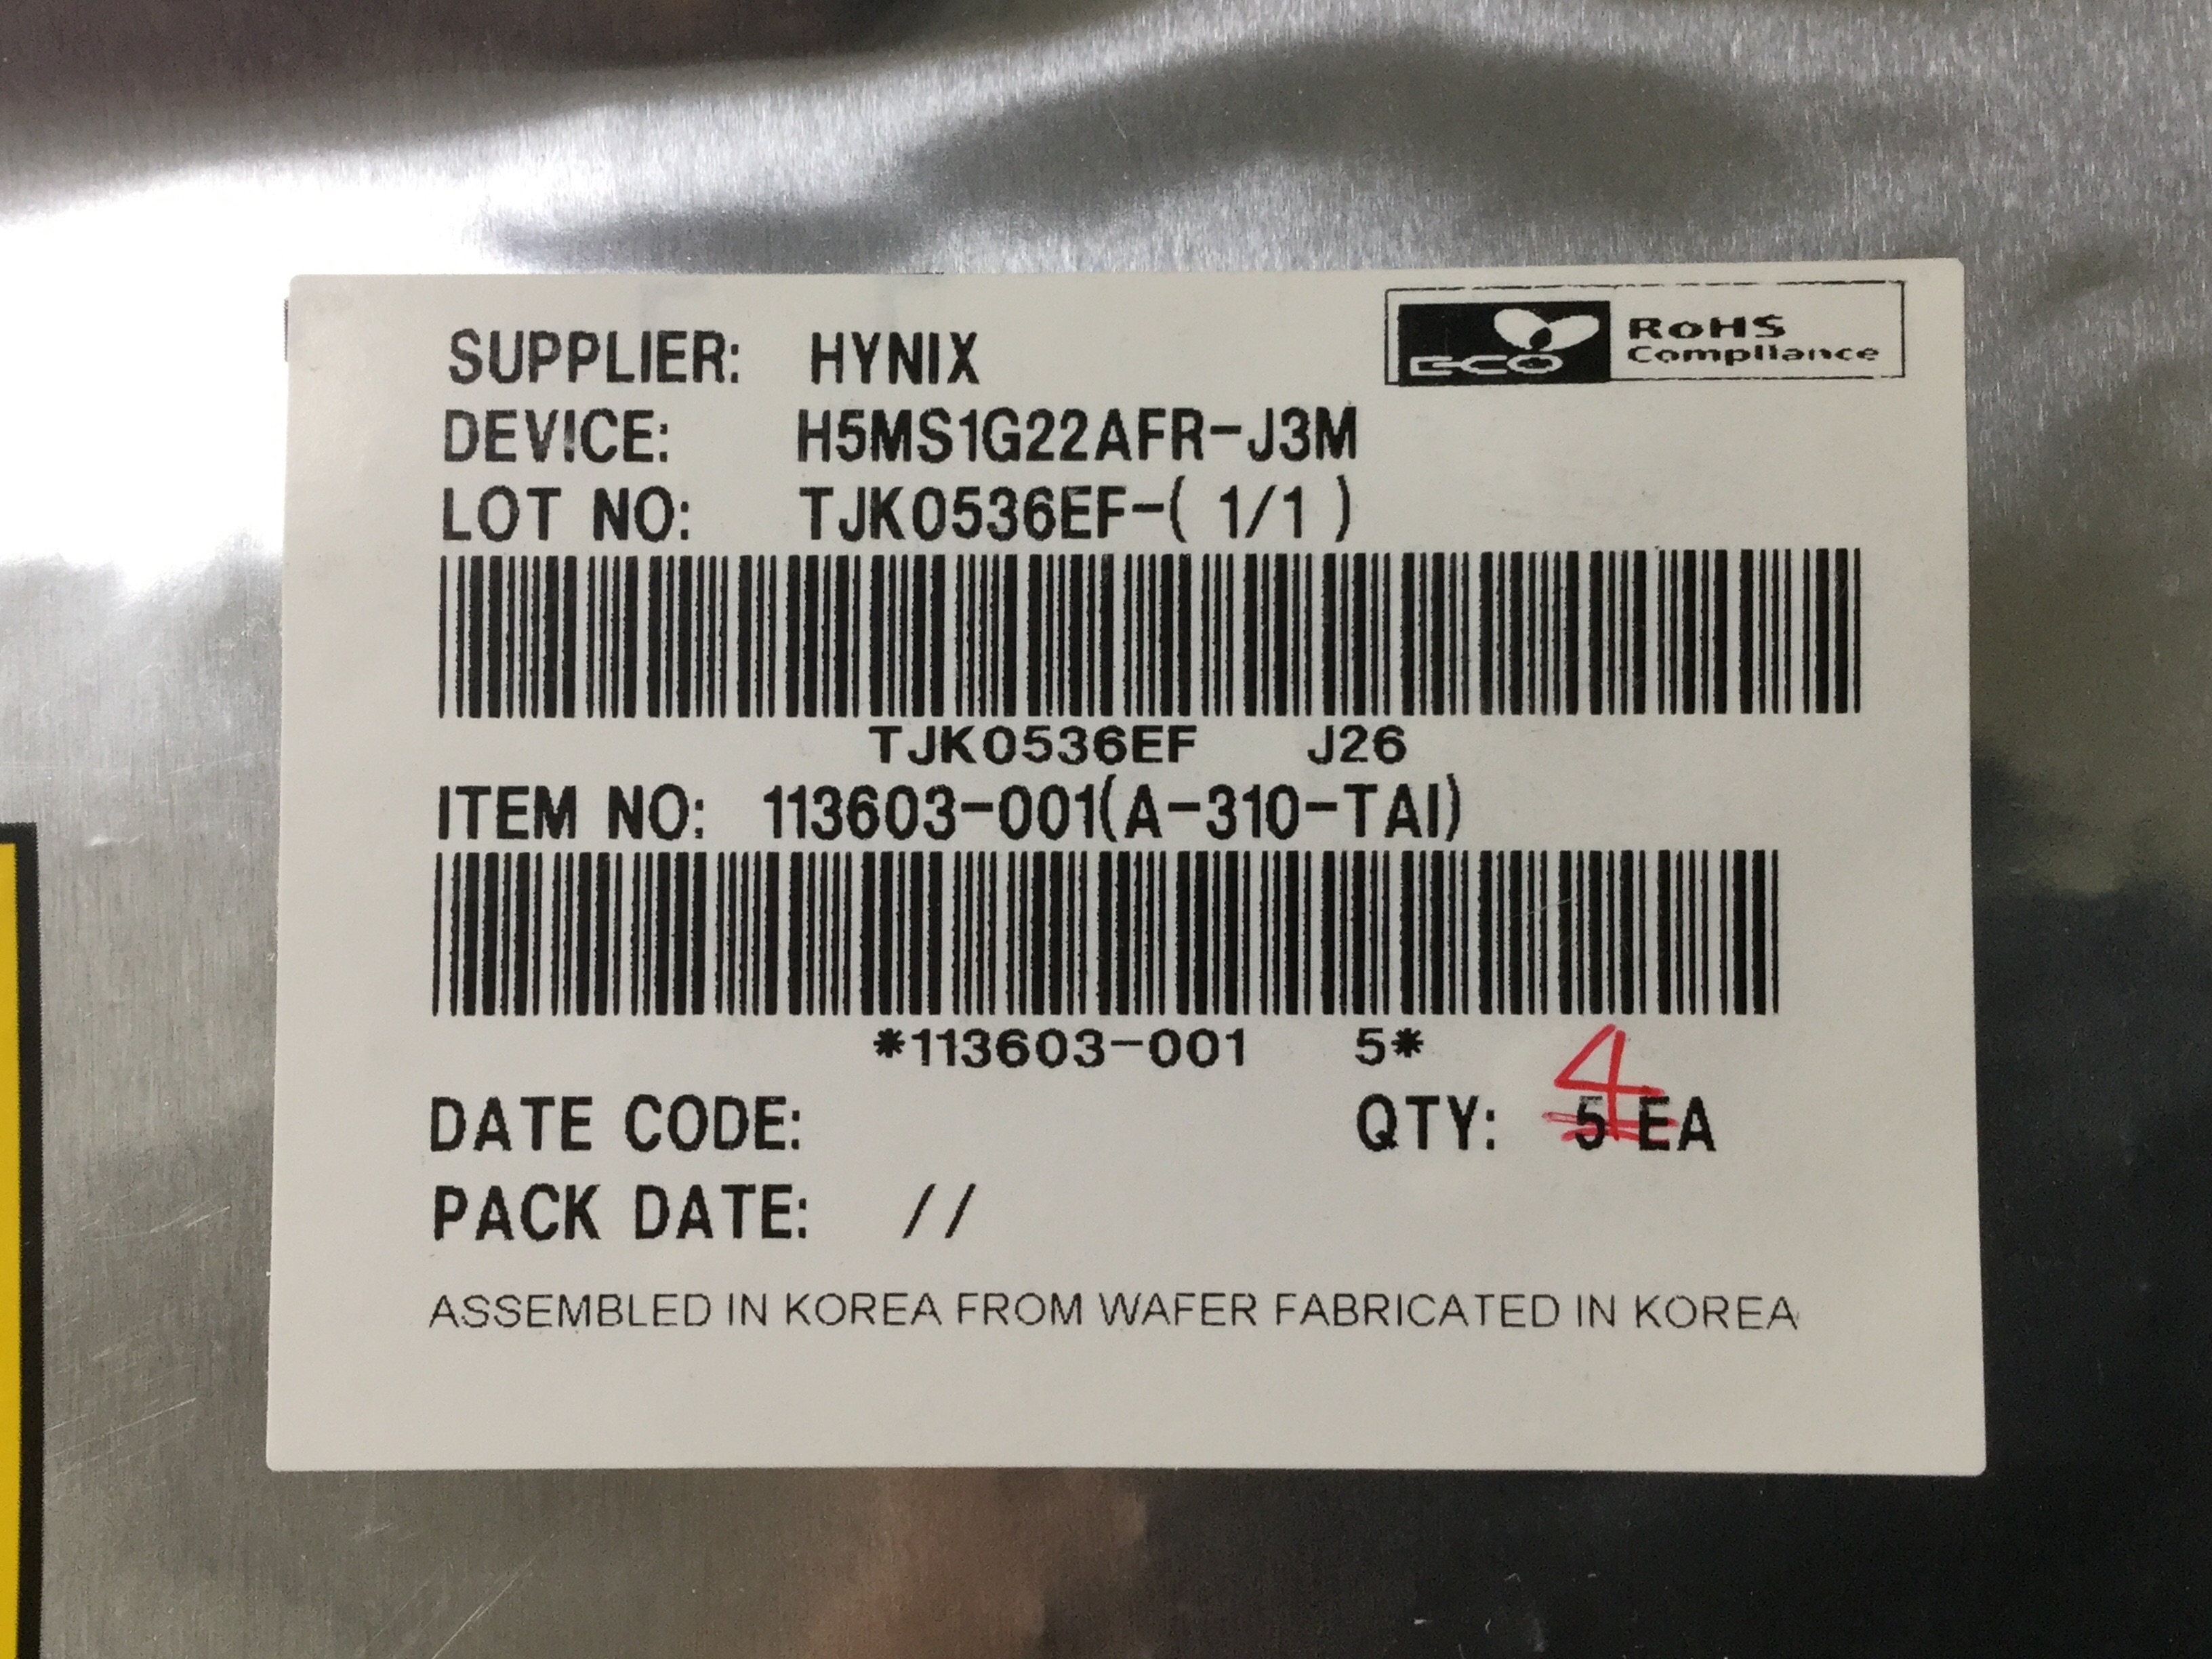 SUPPLIER: HYNIX
ECO RoHS Compliance
DEVICE: H5MS1G22AFR-J3M
LOT NO: TJK0536EF-( 1/1 )
TJK0536EF J26
ITEM NO: 113603-001(A-310-TAI)
*113603-001 5*
4
DATE CODE: QTY: 5 EA
PACK DATE: //
ASSEMBLED IN KOREA FROM WAFER FABRICATED IN KOREA